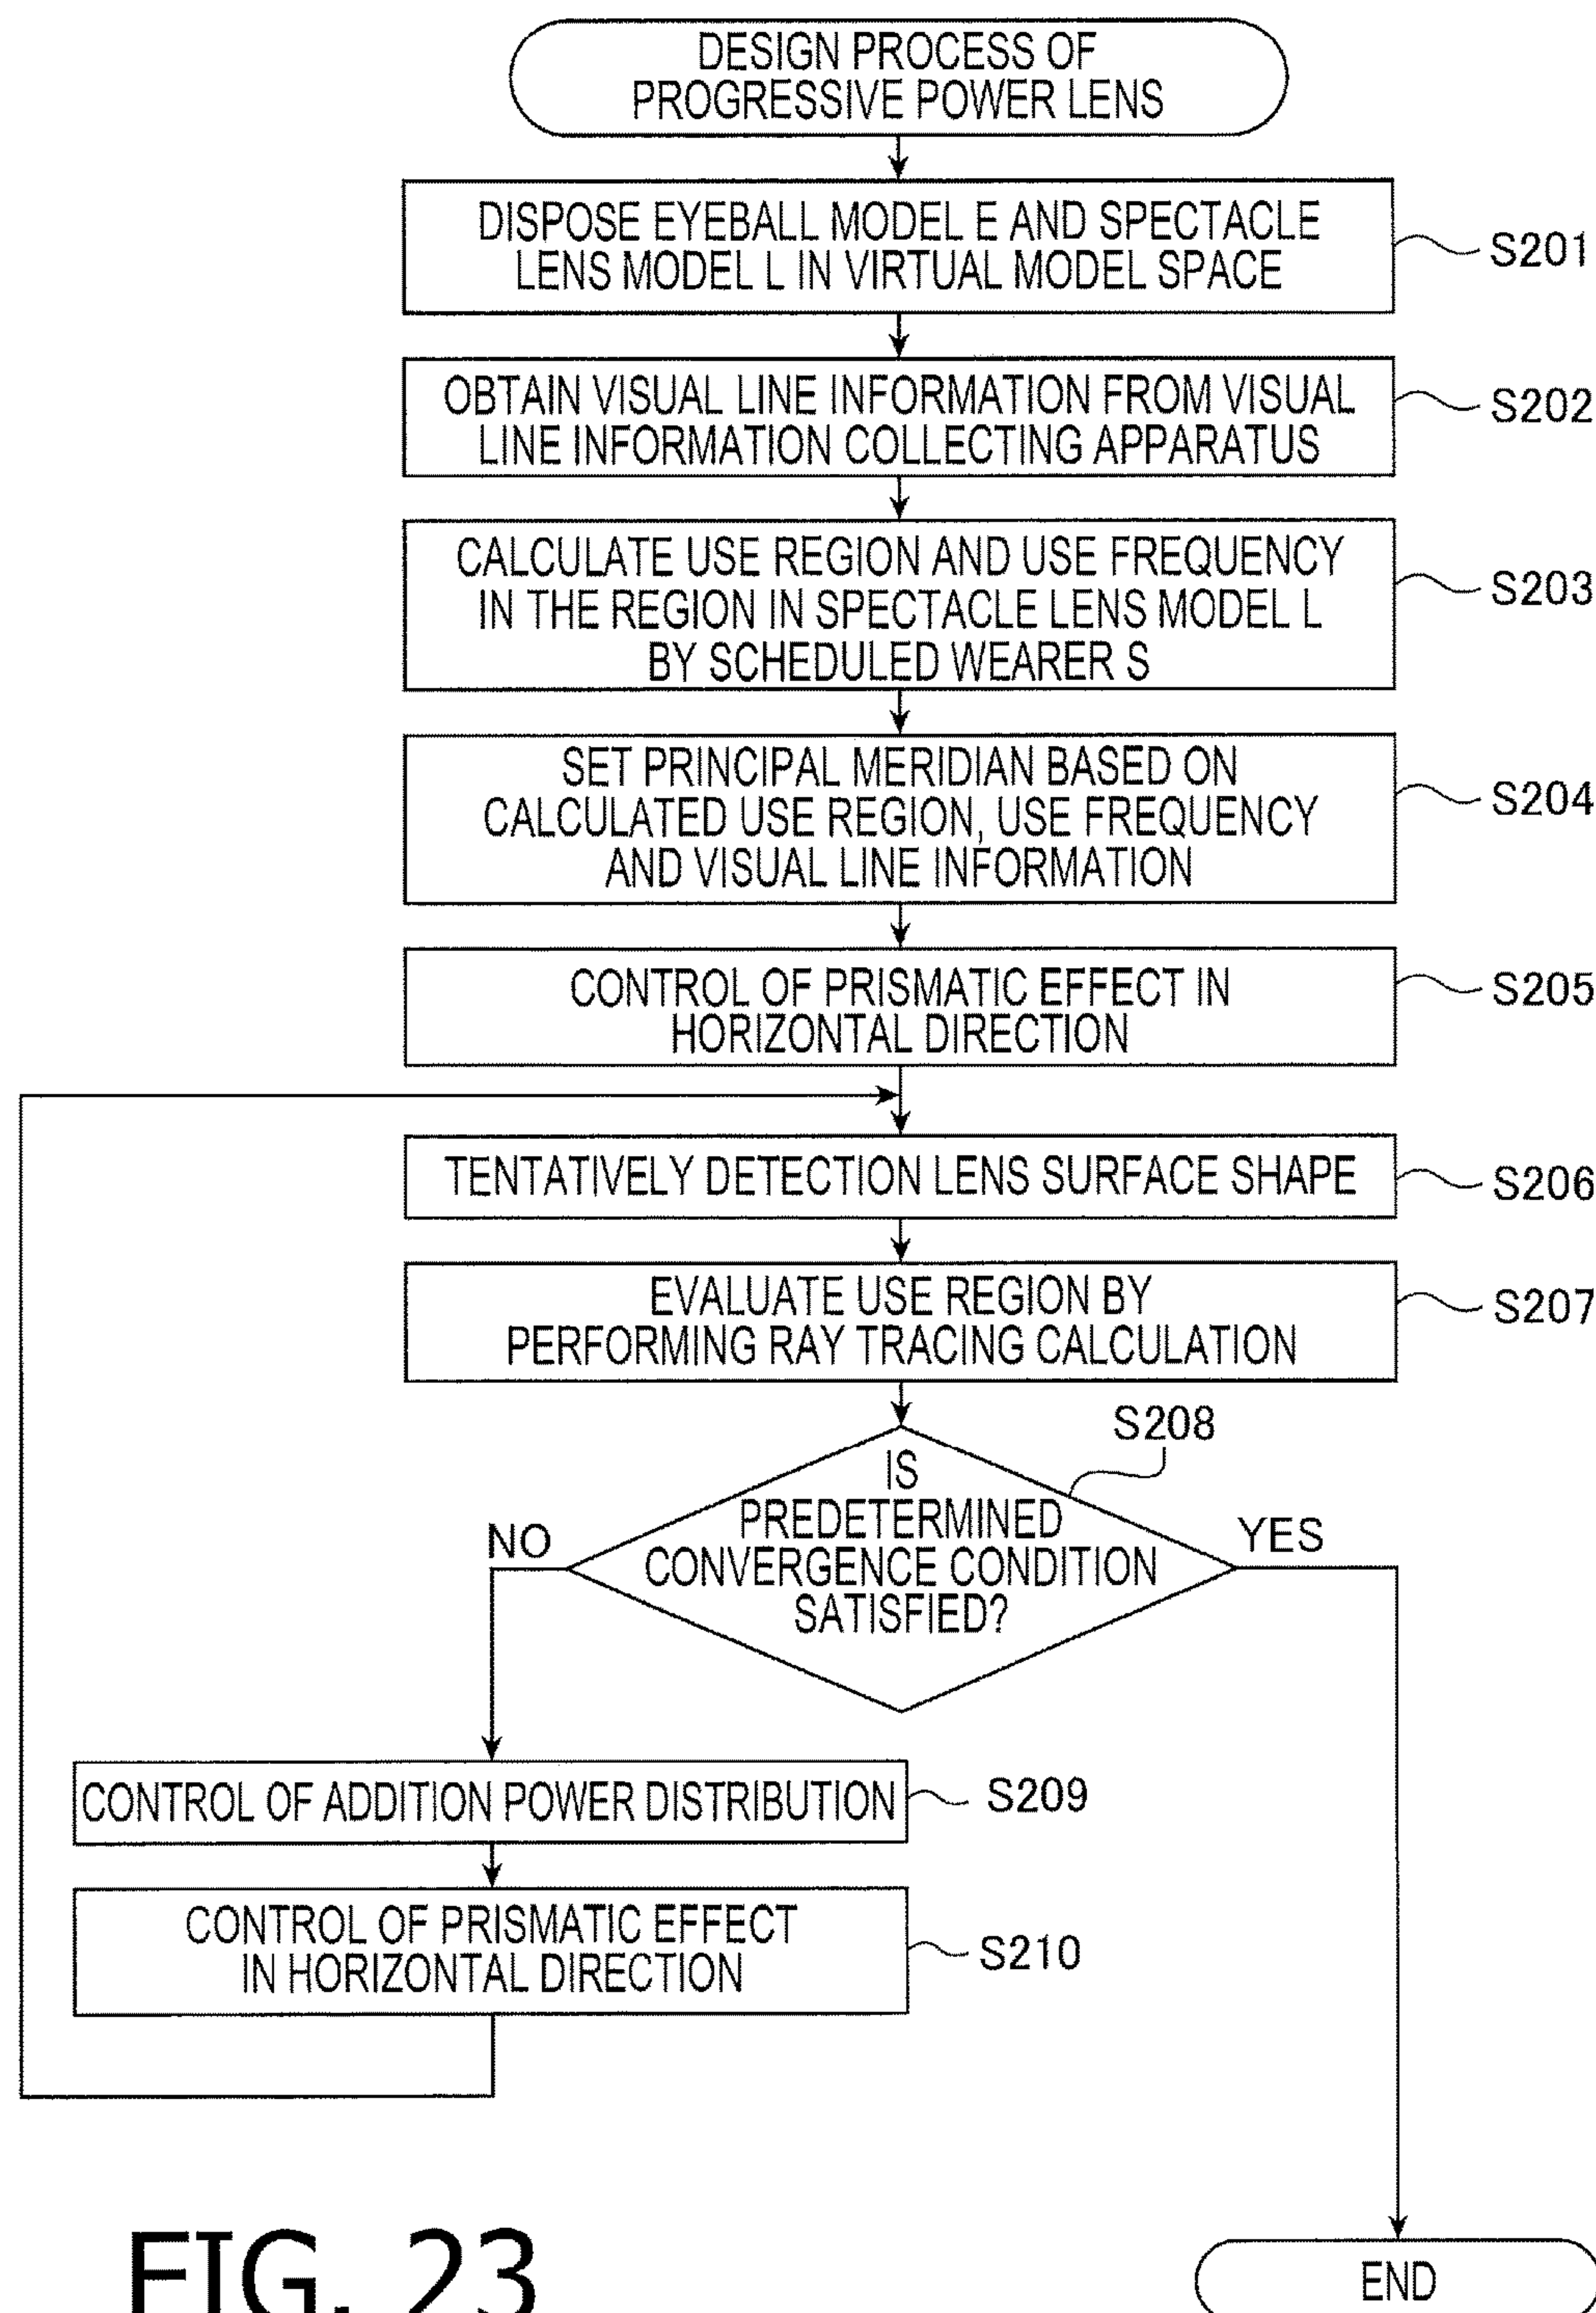 DESIGN PROCESS OF
PROGRESSIVE POWER LENS
DISPOSE EYEBALL MODEL E AND SPECTACLE
LENS MODEL L IN VIRTUAL MODEL SPACE
S201
OBTAIN VISUAL LINE INFORMATION FROM VISUAL
LINE INFORMATION COLLECTING APPARATUS
S202
CALCULATE USE REGION AND USE FREQUENCY
IN THE REGION IN SPECTACLE LENS MODEL L
BY SCHEDULED WEARER S
S203
SET PRINCIPAL MERIDIAN BASED ON
CALCULATED USE REGION, USE FREQUENCY
AND VISUAL LINE INFORMATION
S204
CONTROL OF PRISMATIC EFFECT IN
HORIZONTAL DIRECTION
S205
TENTATIVELY DETECTION LENS SURFACE SHAPE
S206
EVALUATE USE REGION BY
PERFORMING RAY TRACING CALCULATION
S207
S208
IS
PREDETERMINED
CONVERGENCE CONDITION
SATISFIED?
NO
YES
CONTROL OF ADDITION POWER DISTRIBUTION
S209
CONTROL OF PRISMATIC EFFECT
IN HORIZONTAL DIRECTION
S210
END
FIG. 23